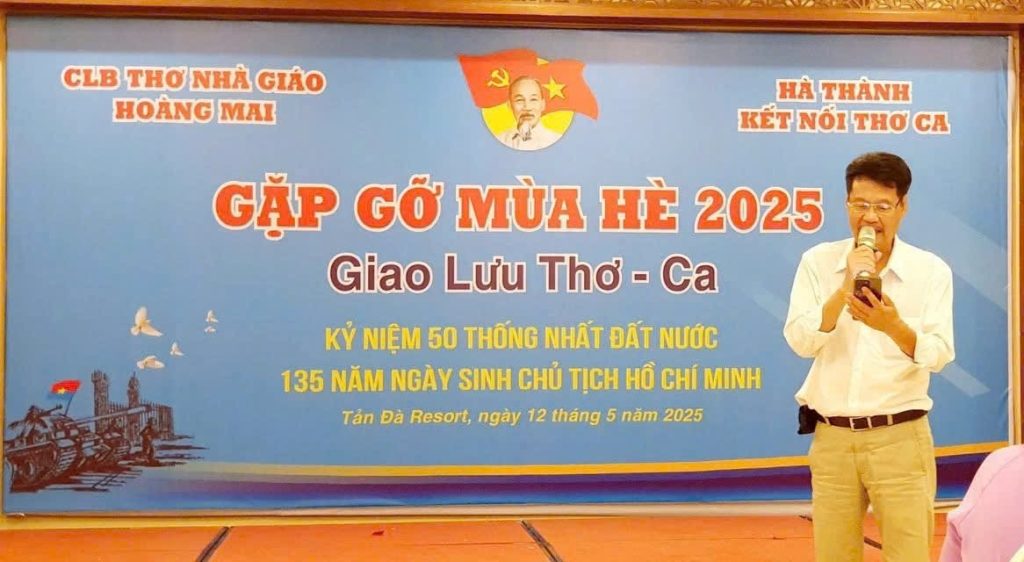 CLB THƠ NHÀ GIÁO
HOÀNG MAI
HÀ THÀNH
KẾT NỐI THƠ CA
GẶP GỠ MÙA HÈ 2025
Giao Lưu Thơ - Ca
KỶ NIỆM 50 THỐNG NHẤT ĐẤT NƯỚC
135 NĂM NGÀY SINH CHỦ TỊCH HỒ CHÍ MINH
Tản Đà Resort, ngày 12 tháng 5 năm 2025